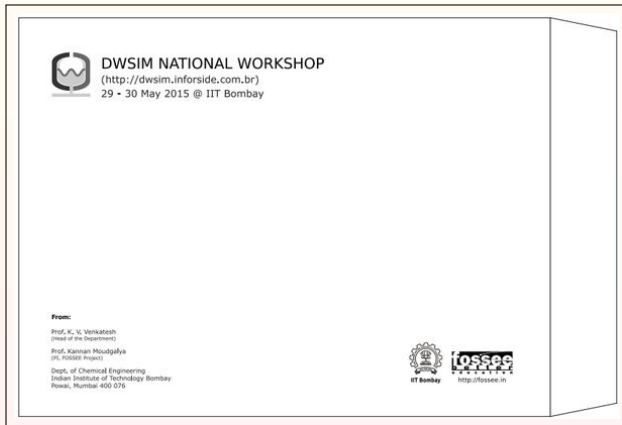 DWSIM NATIONAL WORKSHOP
(http://dwsim.inforside.com.br)
29 - 30 May 2015 @ IIT Bombay
From:
Prof. K. V. Venkatesh
(Head of the Department)
Prof. Kannan Moudgalya
(PI, FOSSEE Project)
Dept. of Chemical Engineering
Indian Institute of Technology Bombay
Powai, Mumbai 400 076
IIT Bombay
fossee
better
education
http://fossee.in